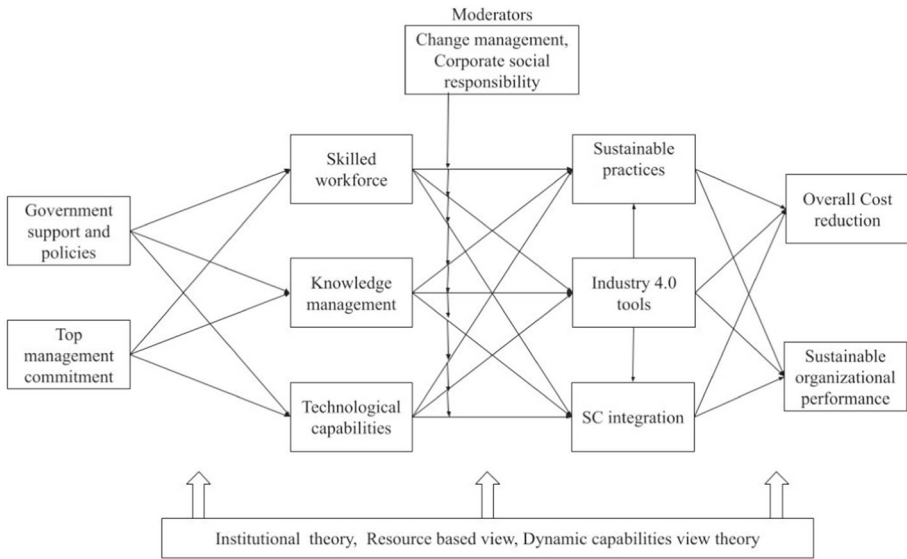 Moderators
Change management,
Corporate social
responsibility
Skilled
workforce
Sustainable
practices
Government
support and
policies
Overall Cost
reduction
Knowledge
management
Industry 4.0
tools
Top
management
commitment
Sustainable
organizational
performance
Technological
capabilities
SC integration
Institutional theory, Resource based view, Dynamic capabilities view theory